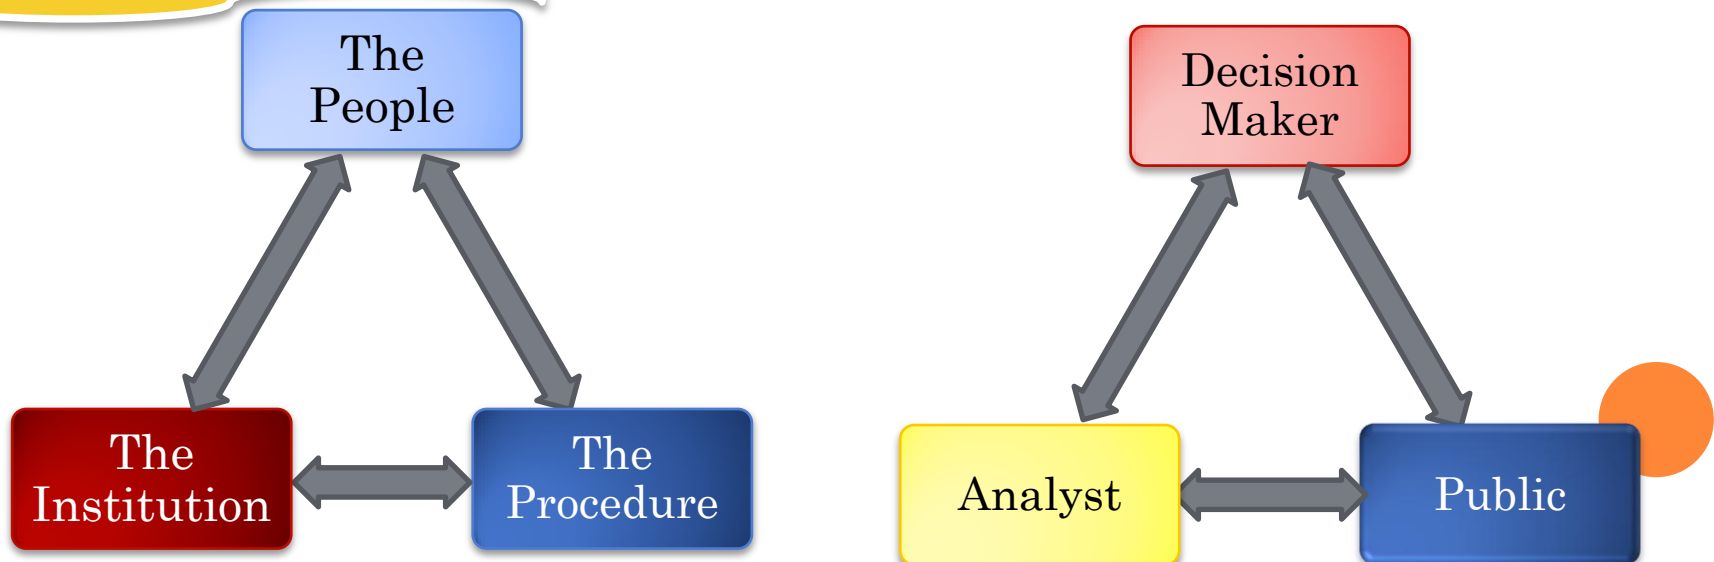 The
People
The
Institution
The
Procedure
Decision
Maker
Analyst
Public